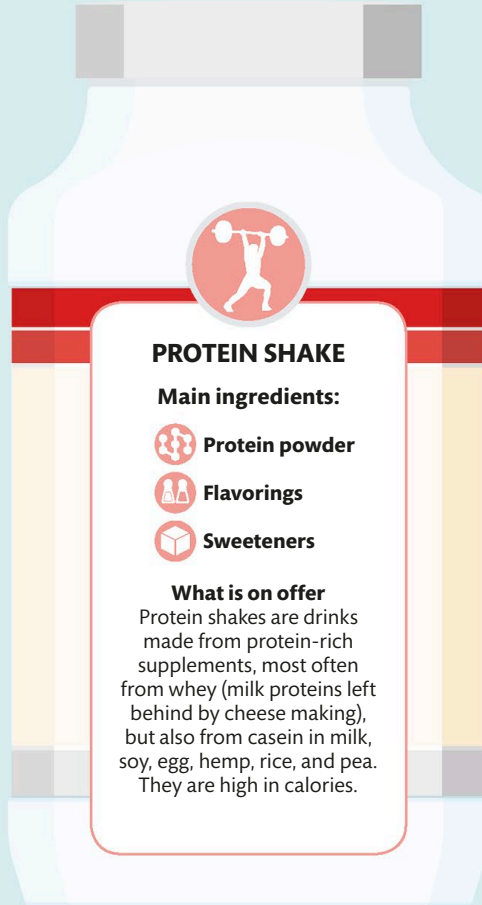 PROTEIN SHAKE
Main ingredients:
Protein powder
Flavorings
Sweeteners
What is on offer
Protein shakes are drinks
made from protein-rich
supplements, most often
from whey (milk proteins left
behind by cheese making),
but also from casein in milk,
soy, egg, hemp, rice, and pea.
They are high in calories.